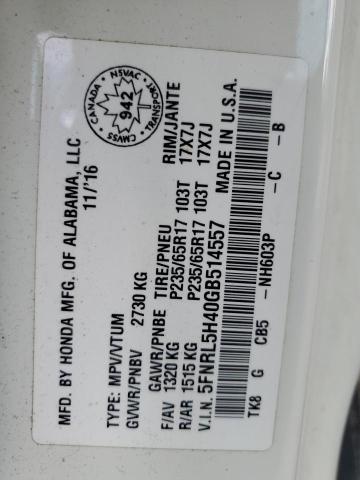 MFD. BY HONDA MFG. OF ALABAMA, LLC
11/'16
CANADA NSVAC TRANSPORT CMVSS
942
TYPE: MPV/VTUM
GVWR/PNBV 2730 KG
GAWR/PNBE TIRE/PNEU RIM/JANTE
F/AV 1320 KG P235/65R17 103T 17X7J
R/AR 1515 KG P235/65R17 103T 17X7J
V.I.N. 5FNRL5H40GB514557 MADE IN U.S.A.
TK8 G CB5 -NH603P -C -B